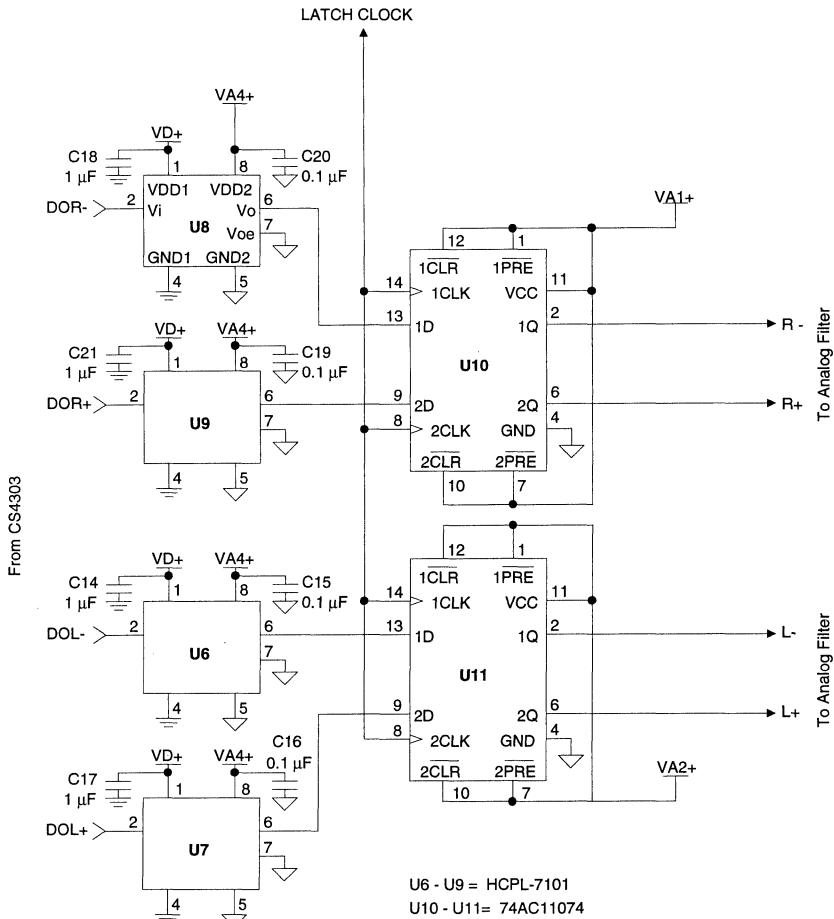 LATCH CLOCK
VA4+
VD+
C18
1 µF
C20
0.1 µF
1
8
VDD1 VDD2
DOR-
2
Vi
Vo
6
U8
Voe
7
GND1 GND2
4
5
VA1+
12
1
1CLR 1PRE
14
1CLK
VCC
11
13
1D
1Q
2
R -
U10
9
2D
2Q
6
R+
8
2CLK
GND
4
2CLR 2PRE
10
7
To Analog Filter
VD+
VA4+
C21
1 µF
C19
0.1 µF
1
8
DOR+
2
6
U9
7
4
5
From CS4303
VD+
VA4+
C14
1 µF
C15
0.1 µF
1
8
DOL-
2
6
U6
7
4
5
12
1
1CLR 1PRE
14
1CLK
VCC
11
13
1D
1Q
2
L-
U11
9
2D
2Q
6
L+
8
2CLK
GND
4
2CLR 2PRE
10
7
VA2+
To Analog Filter
VD+
VA4+
C16
0.1 µF
C17
1 µF
1
8
DOL+
2
6
U7
7
4
5
U6 - U9 = HCPL-7101
U10 - U11= 74AC11074